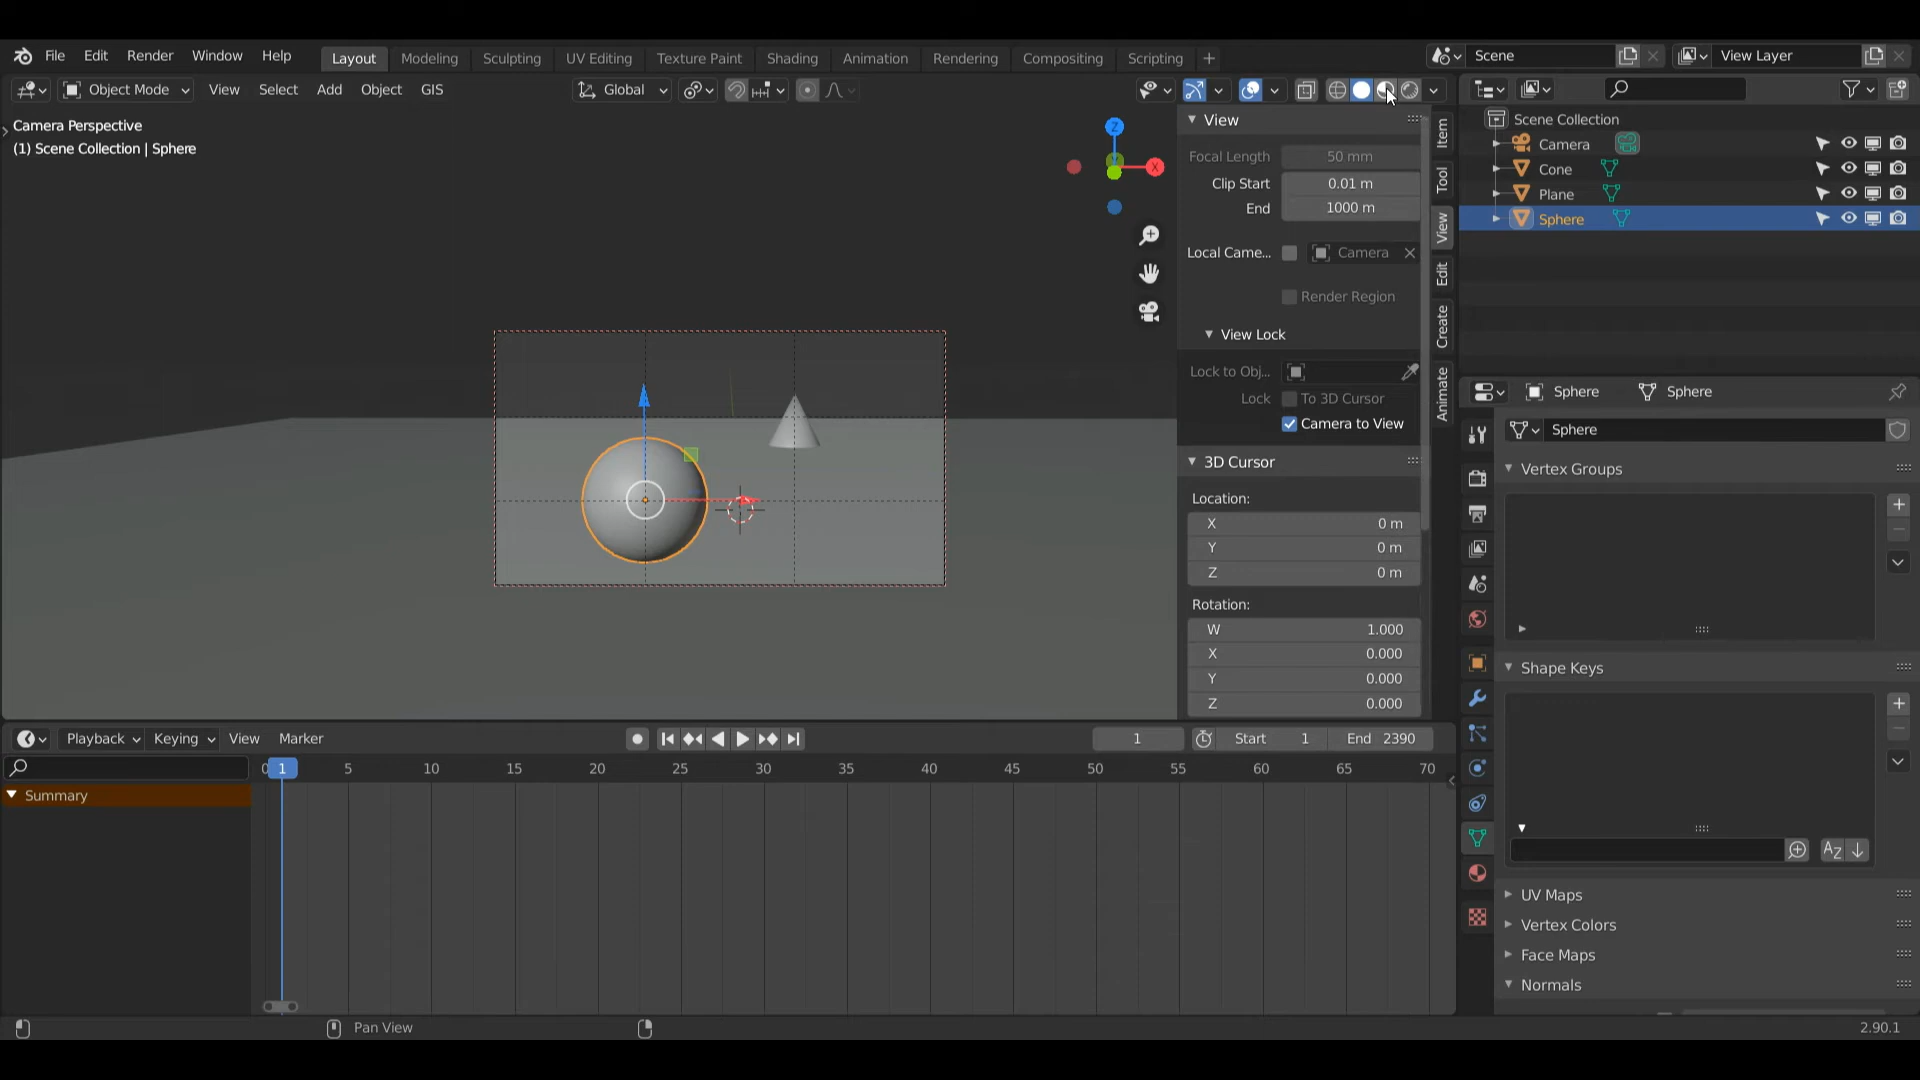 File Edit Render Window Help Layout Modeling Sculpting UV Editing Texture Paint Shading Animation Rendering Compositing Scripting + Scene View Layer
Object Mode View Select Add Object GIS Global
Camera Perspective
(1) Scene Collection | Sphere
Z
X
View
Focal Length 50 mm
Clip Start 0.01 m
End 1000 m
Local Came... Camera
Render Region
View Lock
Lock to Obj...
Lock To 3D Cursor
Camera to View
3D Cursor
Location:
X 0 m
Y 0 m
Z 0 m
Rotation:
W 1.000
X 0.000
Y 0.000
Z 0.000
Item
Tool
View
Edit
Create
Animate
Scene Collection
Camera
Cone
Plane
Sphere
Sphere Sphere
Sphere
Vertex Groups
Shape Keys
UV Maps
Vertex Colors
Face Maps
Normals
Playback Keying View Marker 1 Start 1 End 2390
0 1 5 10 15 20 25 30 35 40 45 50 55 60 65 70
Summary
Pan View 2.90.1